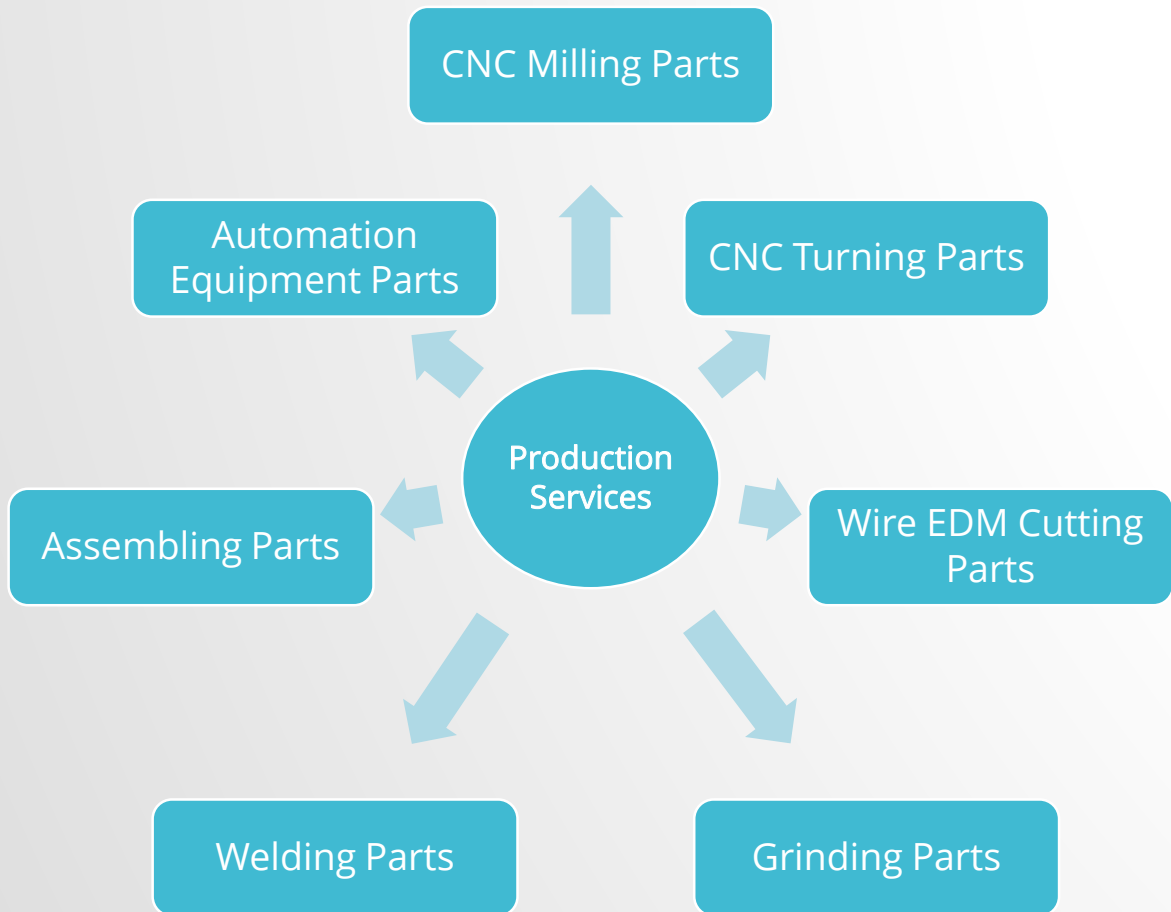 CNC Milling Parts
Automation
Equipment Parts
CNC Turning Parts
Production
Services
Assembling Parts
Wire EDM Cutting
Parts
Welding Parts
Grinding Parts